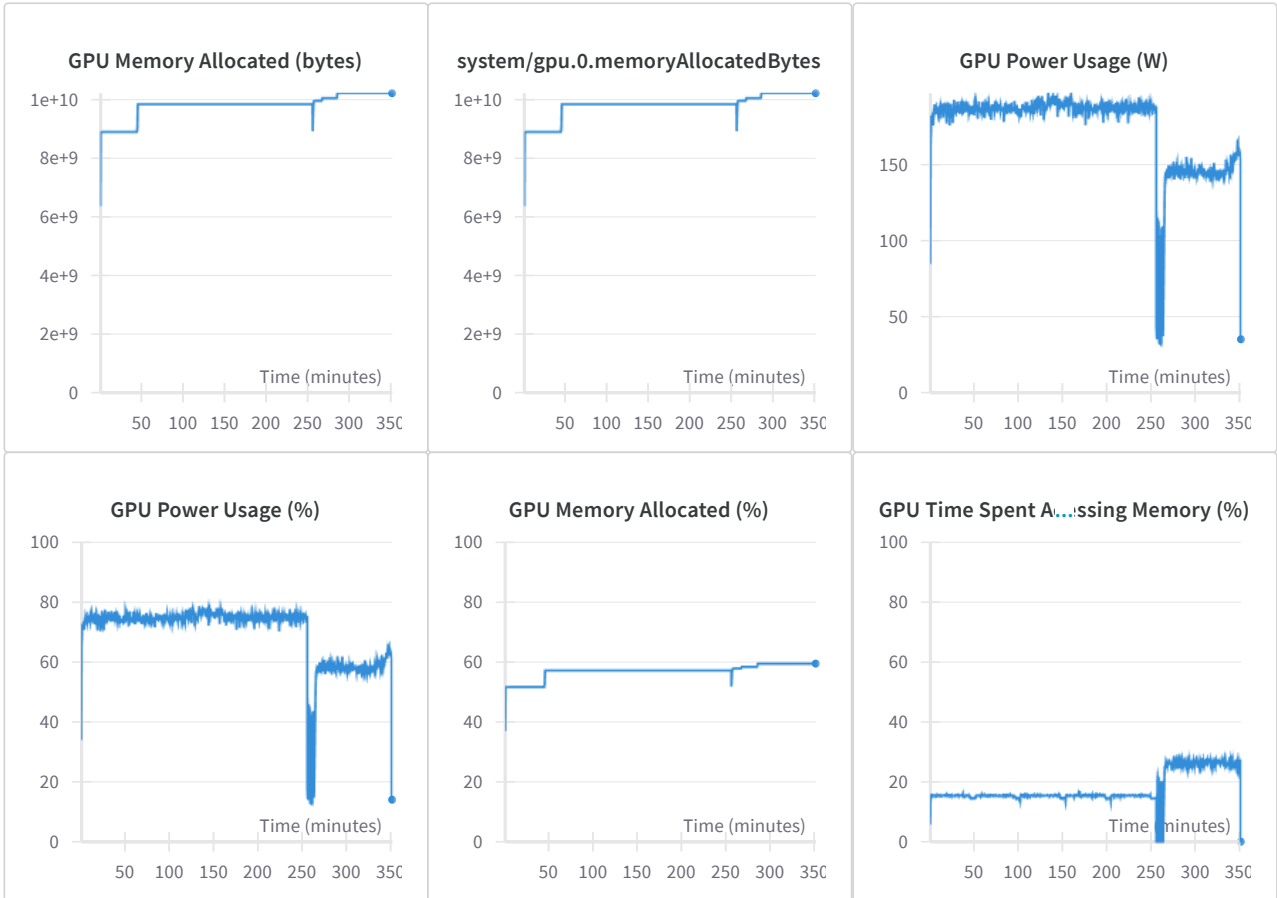 GPU Memory Allocated (bytes)
1e+10
8e+9
6e+9
4e+9
2e+9
0
Time (minutes)
50 100 150 200 250 300 350
system/gpu.0.memoryAllocatedBytes
1e+10
8e+9
6e+9
4e+9
2e+9
0
Time (minutes)
50 100 150 200 250 300 350
GPU Power Usage (W)
150
100
50
0
Time (minutes)
50 100 150 200 250 300 350
GPU Power Usage (%)
100
80
60
40
20
0
Time (minutes)
50 100 150 200 250 300 350
GPU Memory Allocated (%)
100
80
60
40
20
0
Time (minutes)
50 100 150 200 250 300 350
GPU Time Spent A...ssing Memory (%)
100
80
60
40
20
0
Time (minutes)
50 100 150 200 250 300 350